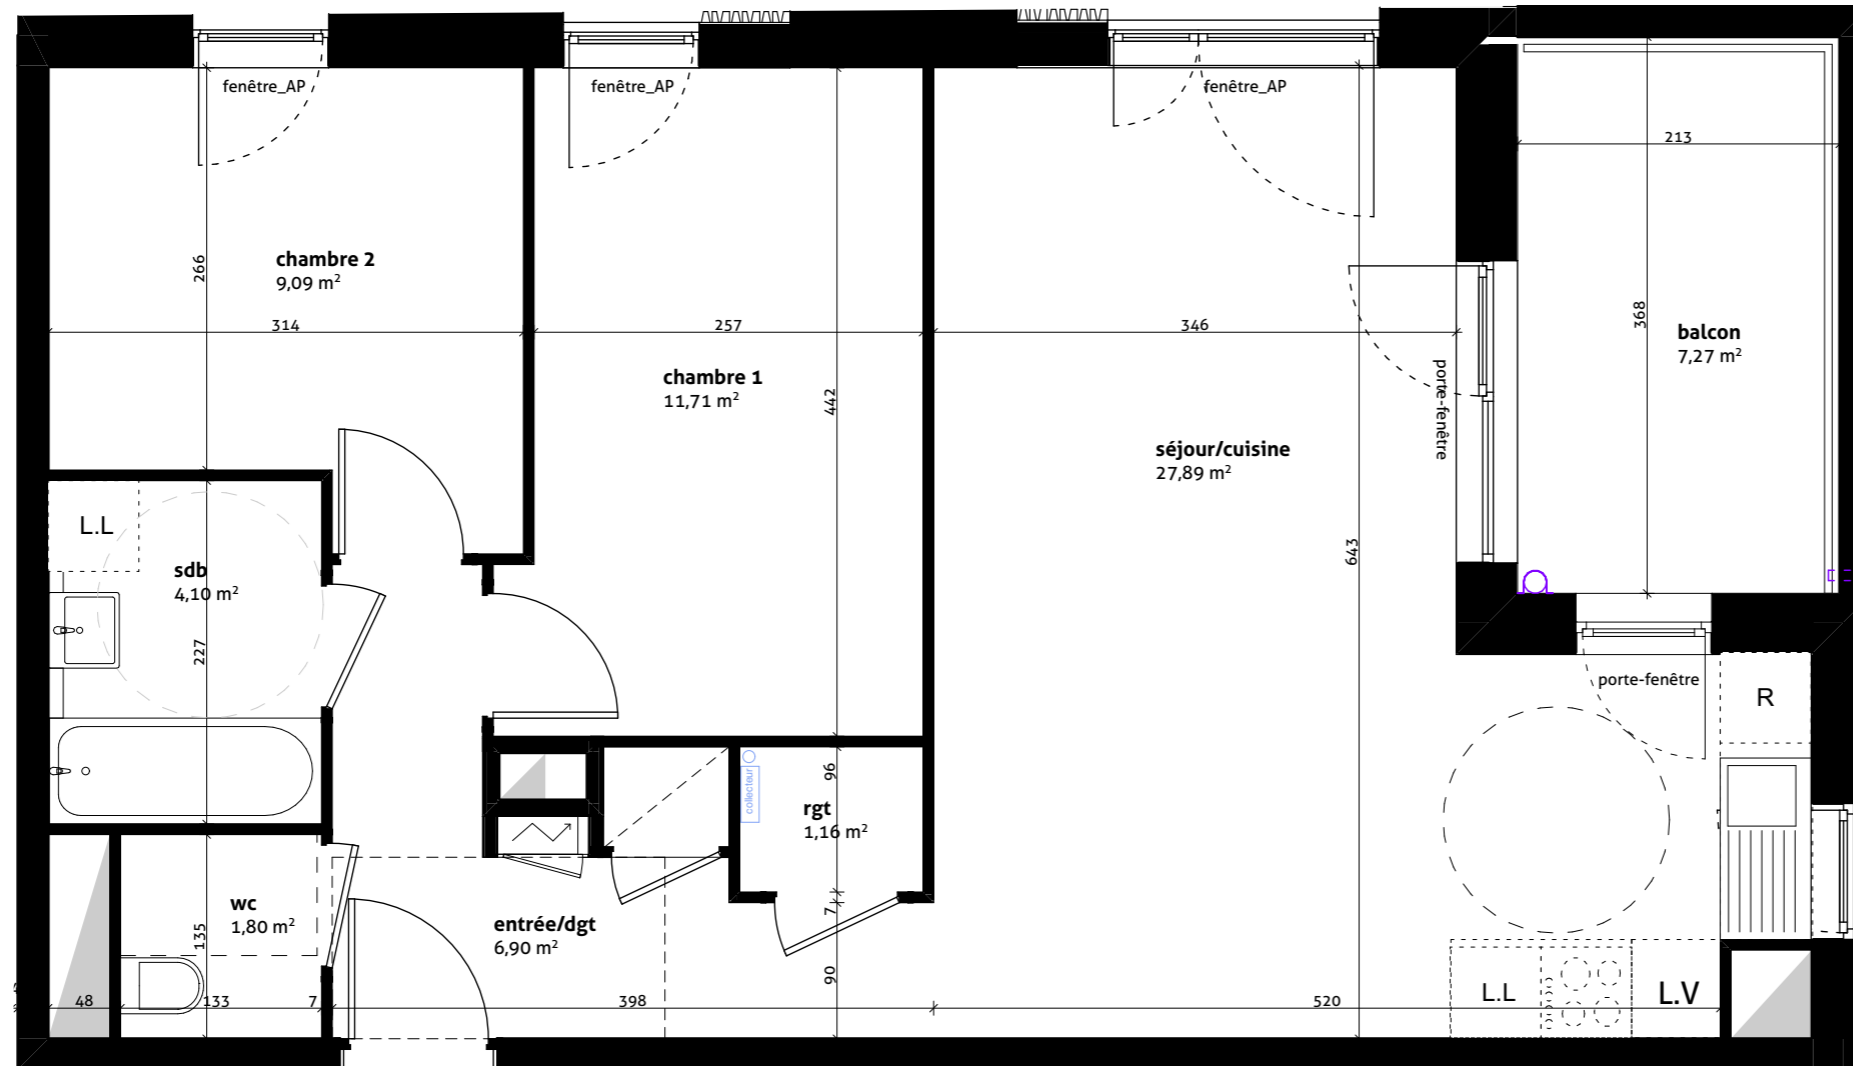 fenêtre_AP
fenêtre_AP
fenêtre_AP
213
266
chambre 2
9,09 m²
314
257
346
368
balcon
7,27 m²
chambre 1
11,71 m²
442
porte-fenêtre
séjour/cuisine
27,89 m²
643
L.L
sdb
4,10 m²
227
porte-fenêtre
R
96
collecteur
rgt
1,16 m²
wc
1,80 m²
135
entrée/dgt
6,90 m²
7
90
48
133
7
398
520
L.L
L.V